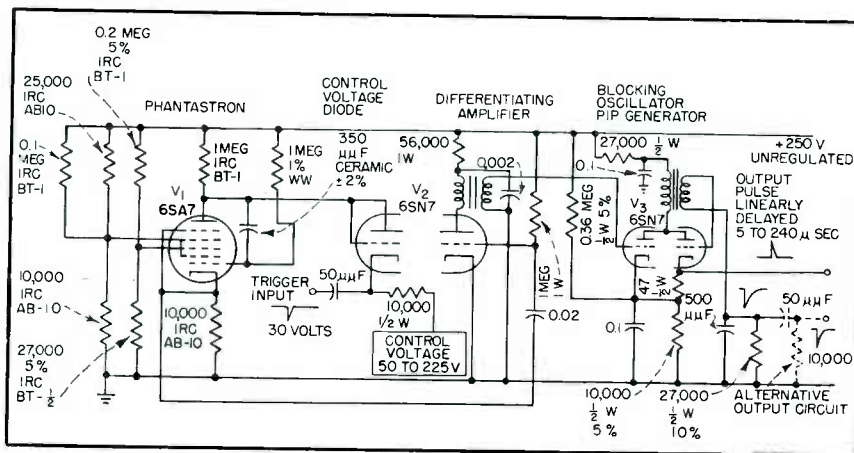 0.2 MEG
5 %
IRC
BT-1
25,000
IRC
AB10
0.1
MEG
IRC
BT-1
PHANTASTRON
1 MEG
IRC
BT-1
V1
6SA7
1 MEG
1 %
WW
CONTROL
VOLTAGE
DIODE
350
μμF
CERAMIC
±2%
V2
6SN7
DIFFERENTIATING
AMPLIFIER
56,000
1W
0.002
BLOCKING
OSCILLATOR
PIP GENERATOR
27,000 1/2 W
0.1
0.36 MEG
1/2 W 5 %
V3
6SN7
+250 V
UNREGULATED
OUTPUT
PULSE
LINEARLY
DELAYED
5 TO 240 μ SEC
10,000
IRC
AB-10
27,000
5 %
IRC
BT-1/2
10,000
IRC
AB-10
TRIGGER
INPUT
30 VOLTS
50 μμF
10,000
1/2 W
CONTROL
VOLTAGE
50 TO 225V
1 MEG
1W
0.02
47
1/2 W
0.1
500
μμF
50 μμF
10,000
10,000
1/2 W
5 %
27,000
1/2 W
10%
ALTERNATIVE
OUTPUT CIRCUIT